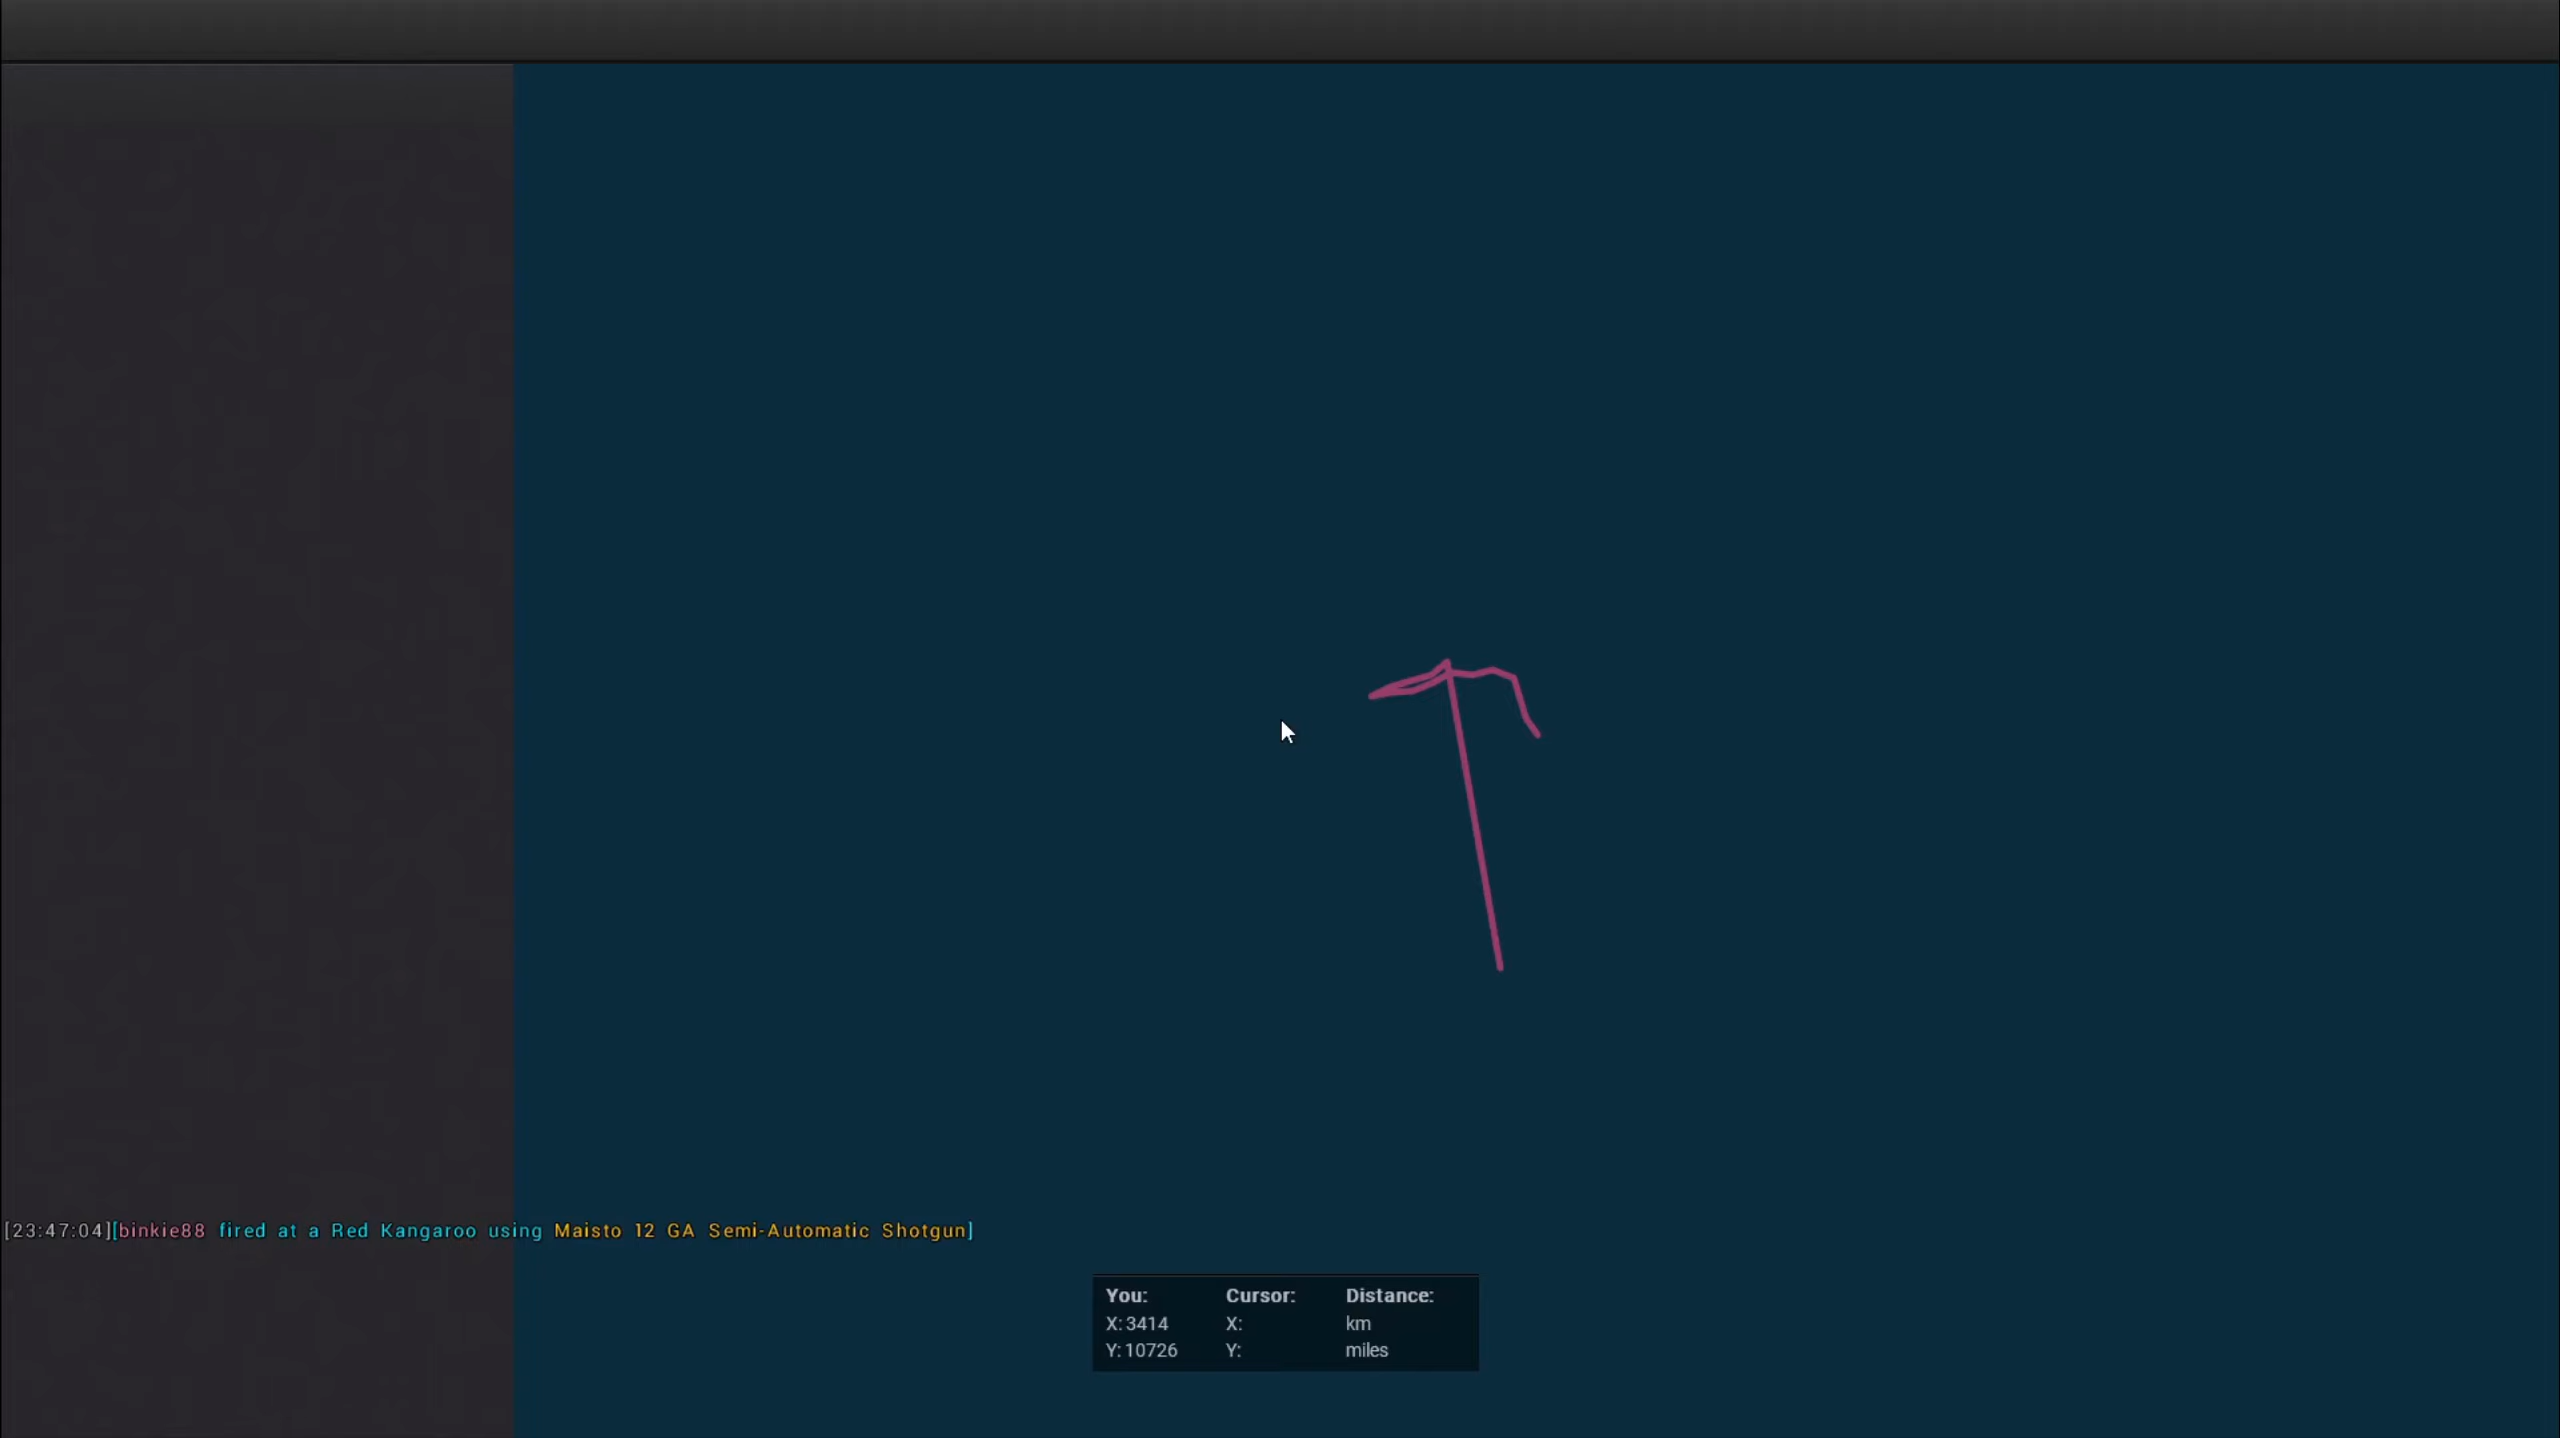 [23:47:04][binkie88 fired at a Red Kangaroo using Maisto 12 GA Semi-Automatic Shotgun]
You: Cursor: Distance:
X: 3414 X: km
Y: 10726 Y: miles